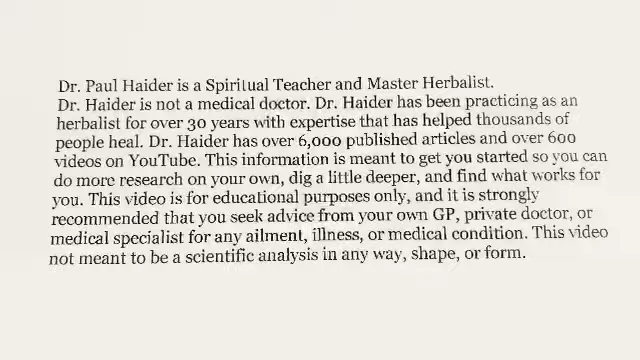 Dr. Paul Haider is a Spiritual Teacher and Master Herbalist.
Dr. Haider is not a medical doctor. Dr. Haider has been practicing as an
herbalist for over 30 years with expertise that has helped thousands of
people heal. Dr. Haider has over 6,000 published articles and over 600
videos on YouTube. This information is meant to get you started so you can
do more research on your own, dig a little deeper, and find what works for
you. This video is for educational purposes only, and it is strongly
recommended that you seek advice from your own GP, private doctor, or
medical specialist for any ailment, illness, or medical condition. This video
not meant to be a scientific analysis in any way, shape, or form.